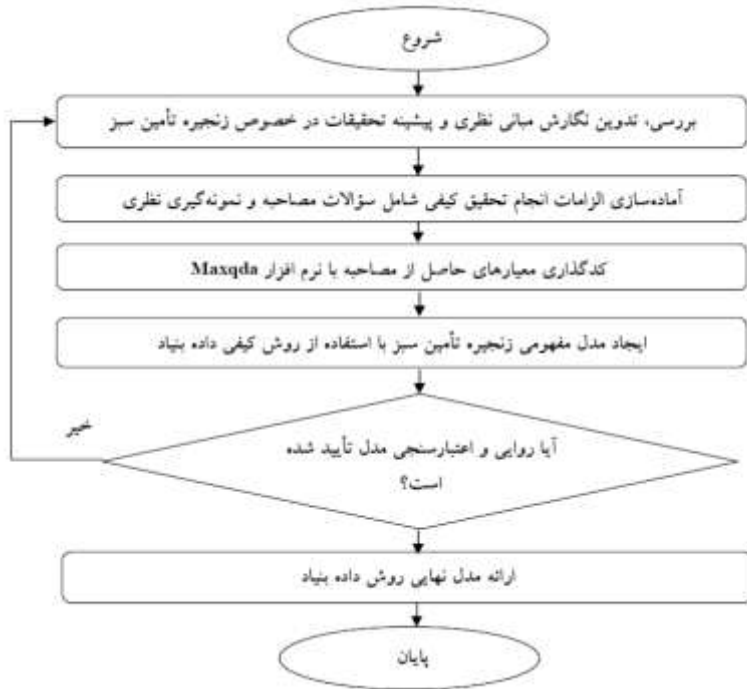 شروع
بررسی، تدوین نگارش مبانی نظری و پیشینه تحقیقات در خصوص زنجیره تأمین سبز
آماده‌سازی الزامات انجام تحقیق کیفی شامل سؤالات مصاحبه و نمونه‌گیری نظری
کدگذاری معیارهای حاصل از مصاحبه با نرم افزار Maxqda
ایجاد مدل مفهومی زنجیره تأمین سبز با استفاده از روش کیفی داده بنیاد
خیر
آیا روایی و اعتبارسنجی مدل تأیید شده
است؟
ارائه مدل نهایی روش داده بنیاد
پایان